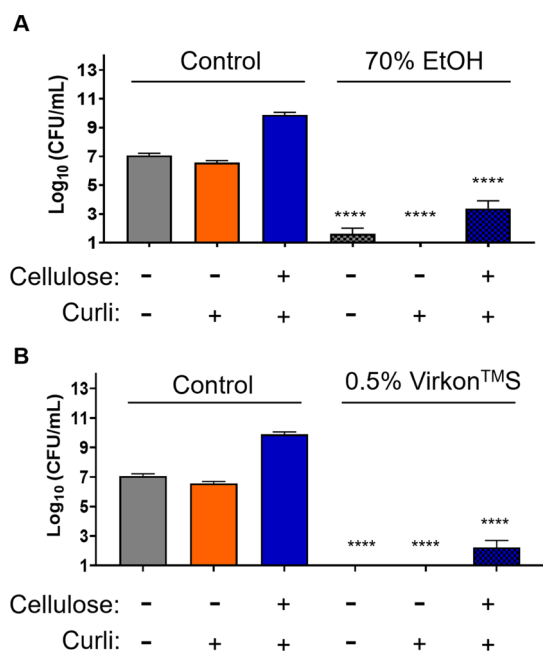 A
Control 70% EtOH
Log10 (CFU/mL)
13
11
9
7
5
3
1
**** **** ****
Cellulose: - - + - - +
Curli: - + + - + +
B
Control 0.5% Virkon™S
Log10 (CFU/mL)
13
11
9
7
5
3
1
**** **** ****
Cellulose: - - + - - +
Curli: - + + - + +